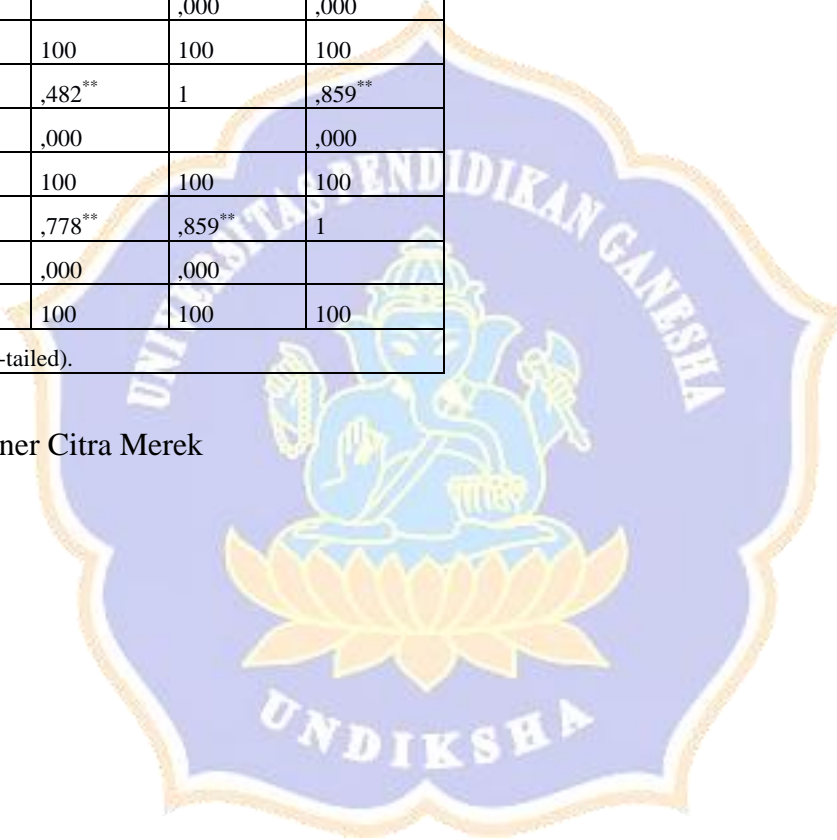 ,000 ,000
100 100 100
,482** 1 ,859**
,000 ,000
100 100 100
,778** ,859** 1
,000 ,000
100 100 100
-tailed).
ner Citra Merek
UNIVERSITAS PENDIDIKAN GANESHA
UNDIKSHA